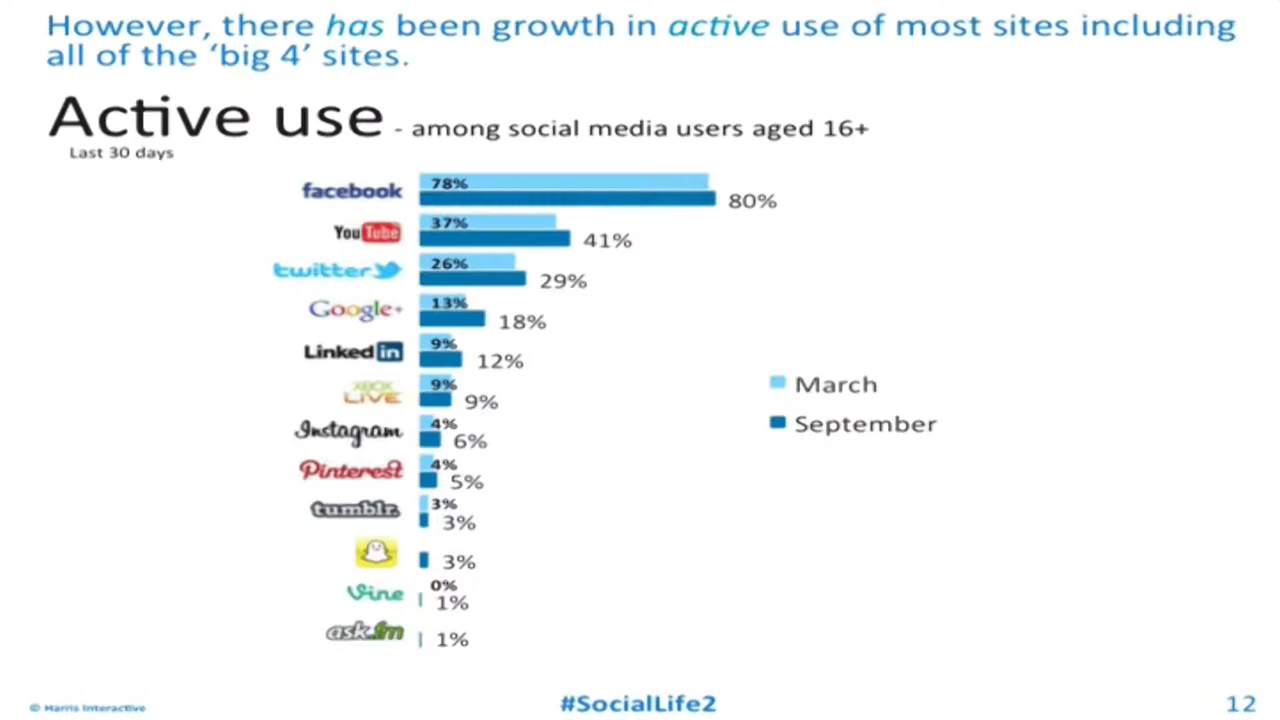 However, there has been growth in active use of most sites including
all of the ‘big 4’ sites.
Active use - among social media users aged 16+
Last 30 days
facebook 78% 80%
YouTube 37% 41%
twitter 26% 29%
Google+ 13% 18%
Linked in 9% 12%
XBOX LIVE 9% 9%
Instagram 4% 6%
Pinterest 4% 5%
tumblr. 3% 3%
3%
Vine 0% 1%
ask.fm 1%
March
September
© Harris Interactive #SocialLife2 12